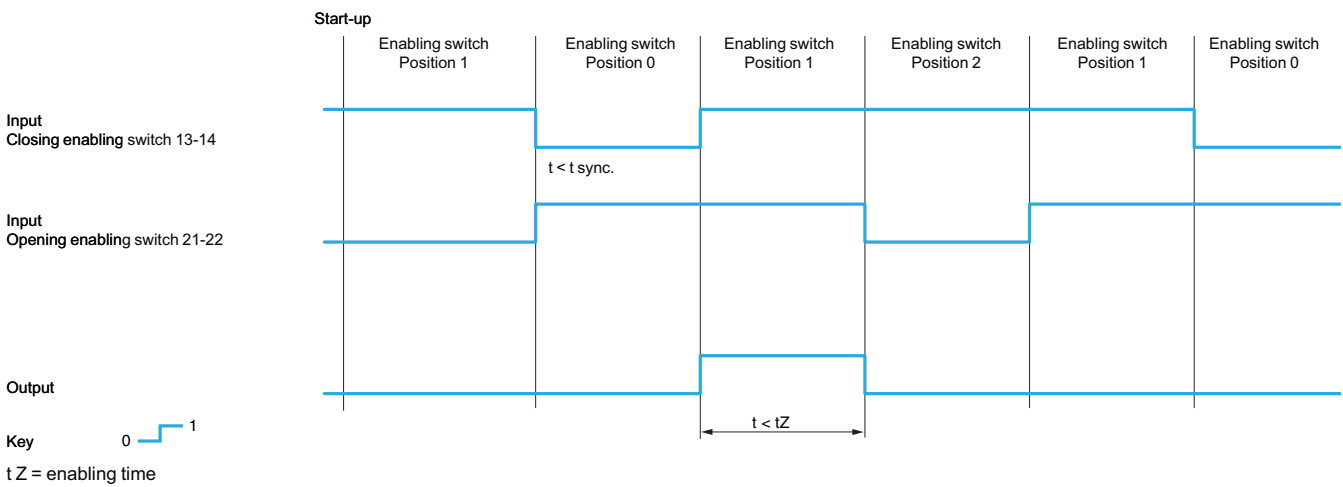 Start-up
Enabling switch
Position 1
Enabling switch
Position 0
Enabling switch
Position 1
Enabling switch
Position 2
Enabling switch
Position 1
Enabling switch
Position 0
Input
Closing enabling switch 13-14
t < t sync.
Input
Opening enabling switch 21-22
Output
t < tZ
Key
0
1
t Z = enabling time